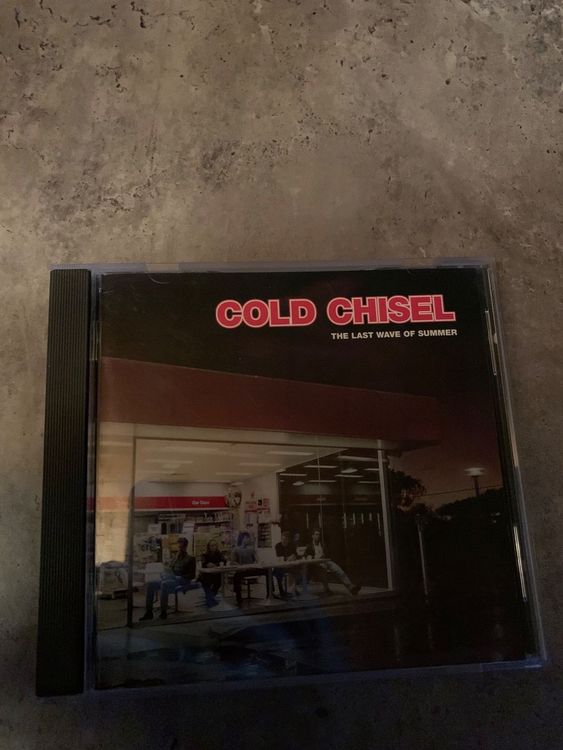 COLD CHISEL
THE LAST WAVE OF SUMMER